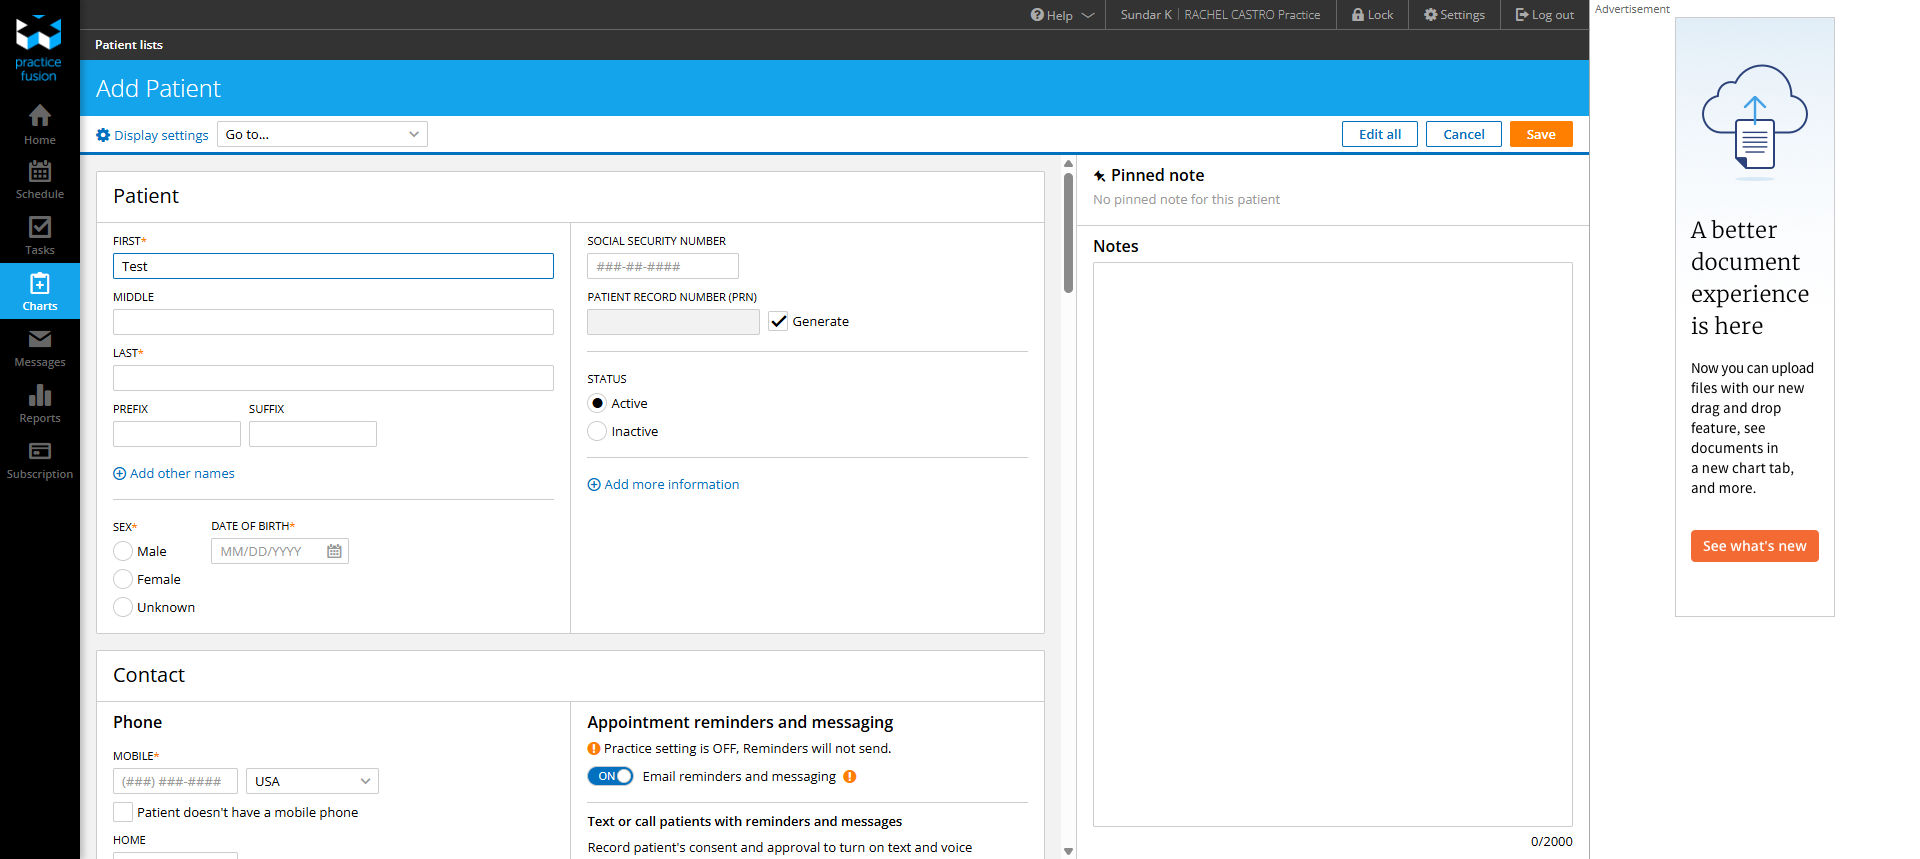 Help
Sundar K | RACHEL CASTRO Practice
Lock
Settings
Log out
Advertisement
practice
fusion
Patient lists
Add Patient
Home
Schedule
Tasks
Charts
Messages
Reports
Subscription
Display settings
Go to...
Edit all
Cancel
Save
Patient
FIRST*
Test
MIDDLE
LAST*
PREFIX SUFFIX
Add other names
SEX*
Male
Female
Unknown
DATE OF BIRTH*
MM/DD/YYYY
SOCIAL SECURITY NUMBER
###-##-####
PATIENT RECORD NUMBER (PRN)
Generate
STATUS
Active
Inactive
Add more information
Contact
Phone
MOBILE*
(###) ###-####
USA
Patient doesn't have a mobile phone
HOME
Appointment reminders and messaging
Practice setting is OFF, Reminders will not send.
ON
Email reminders and messaging
Text or call patients with reminders and messages
Record patient's consent and approval to turn on text and voice
Pinned note
No pinned note for this patient
Notes
0/2000
A better
document
experience
is here
Now you can upload
files with our new
drag and drop
feature, see
documents in
a new chart tab,
and more.
See what's new